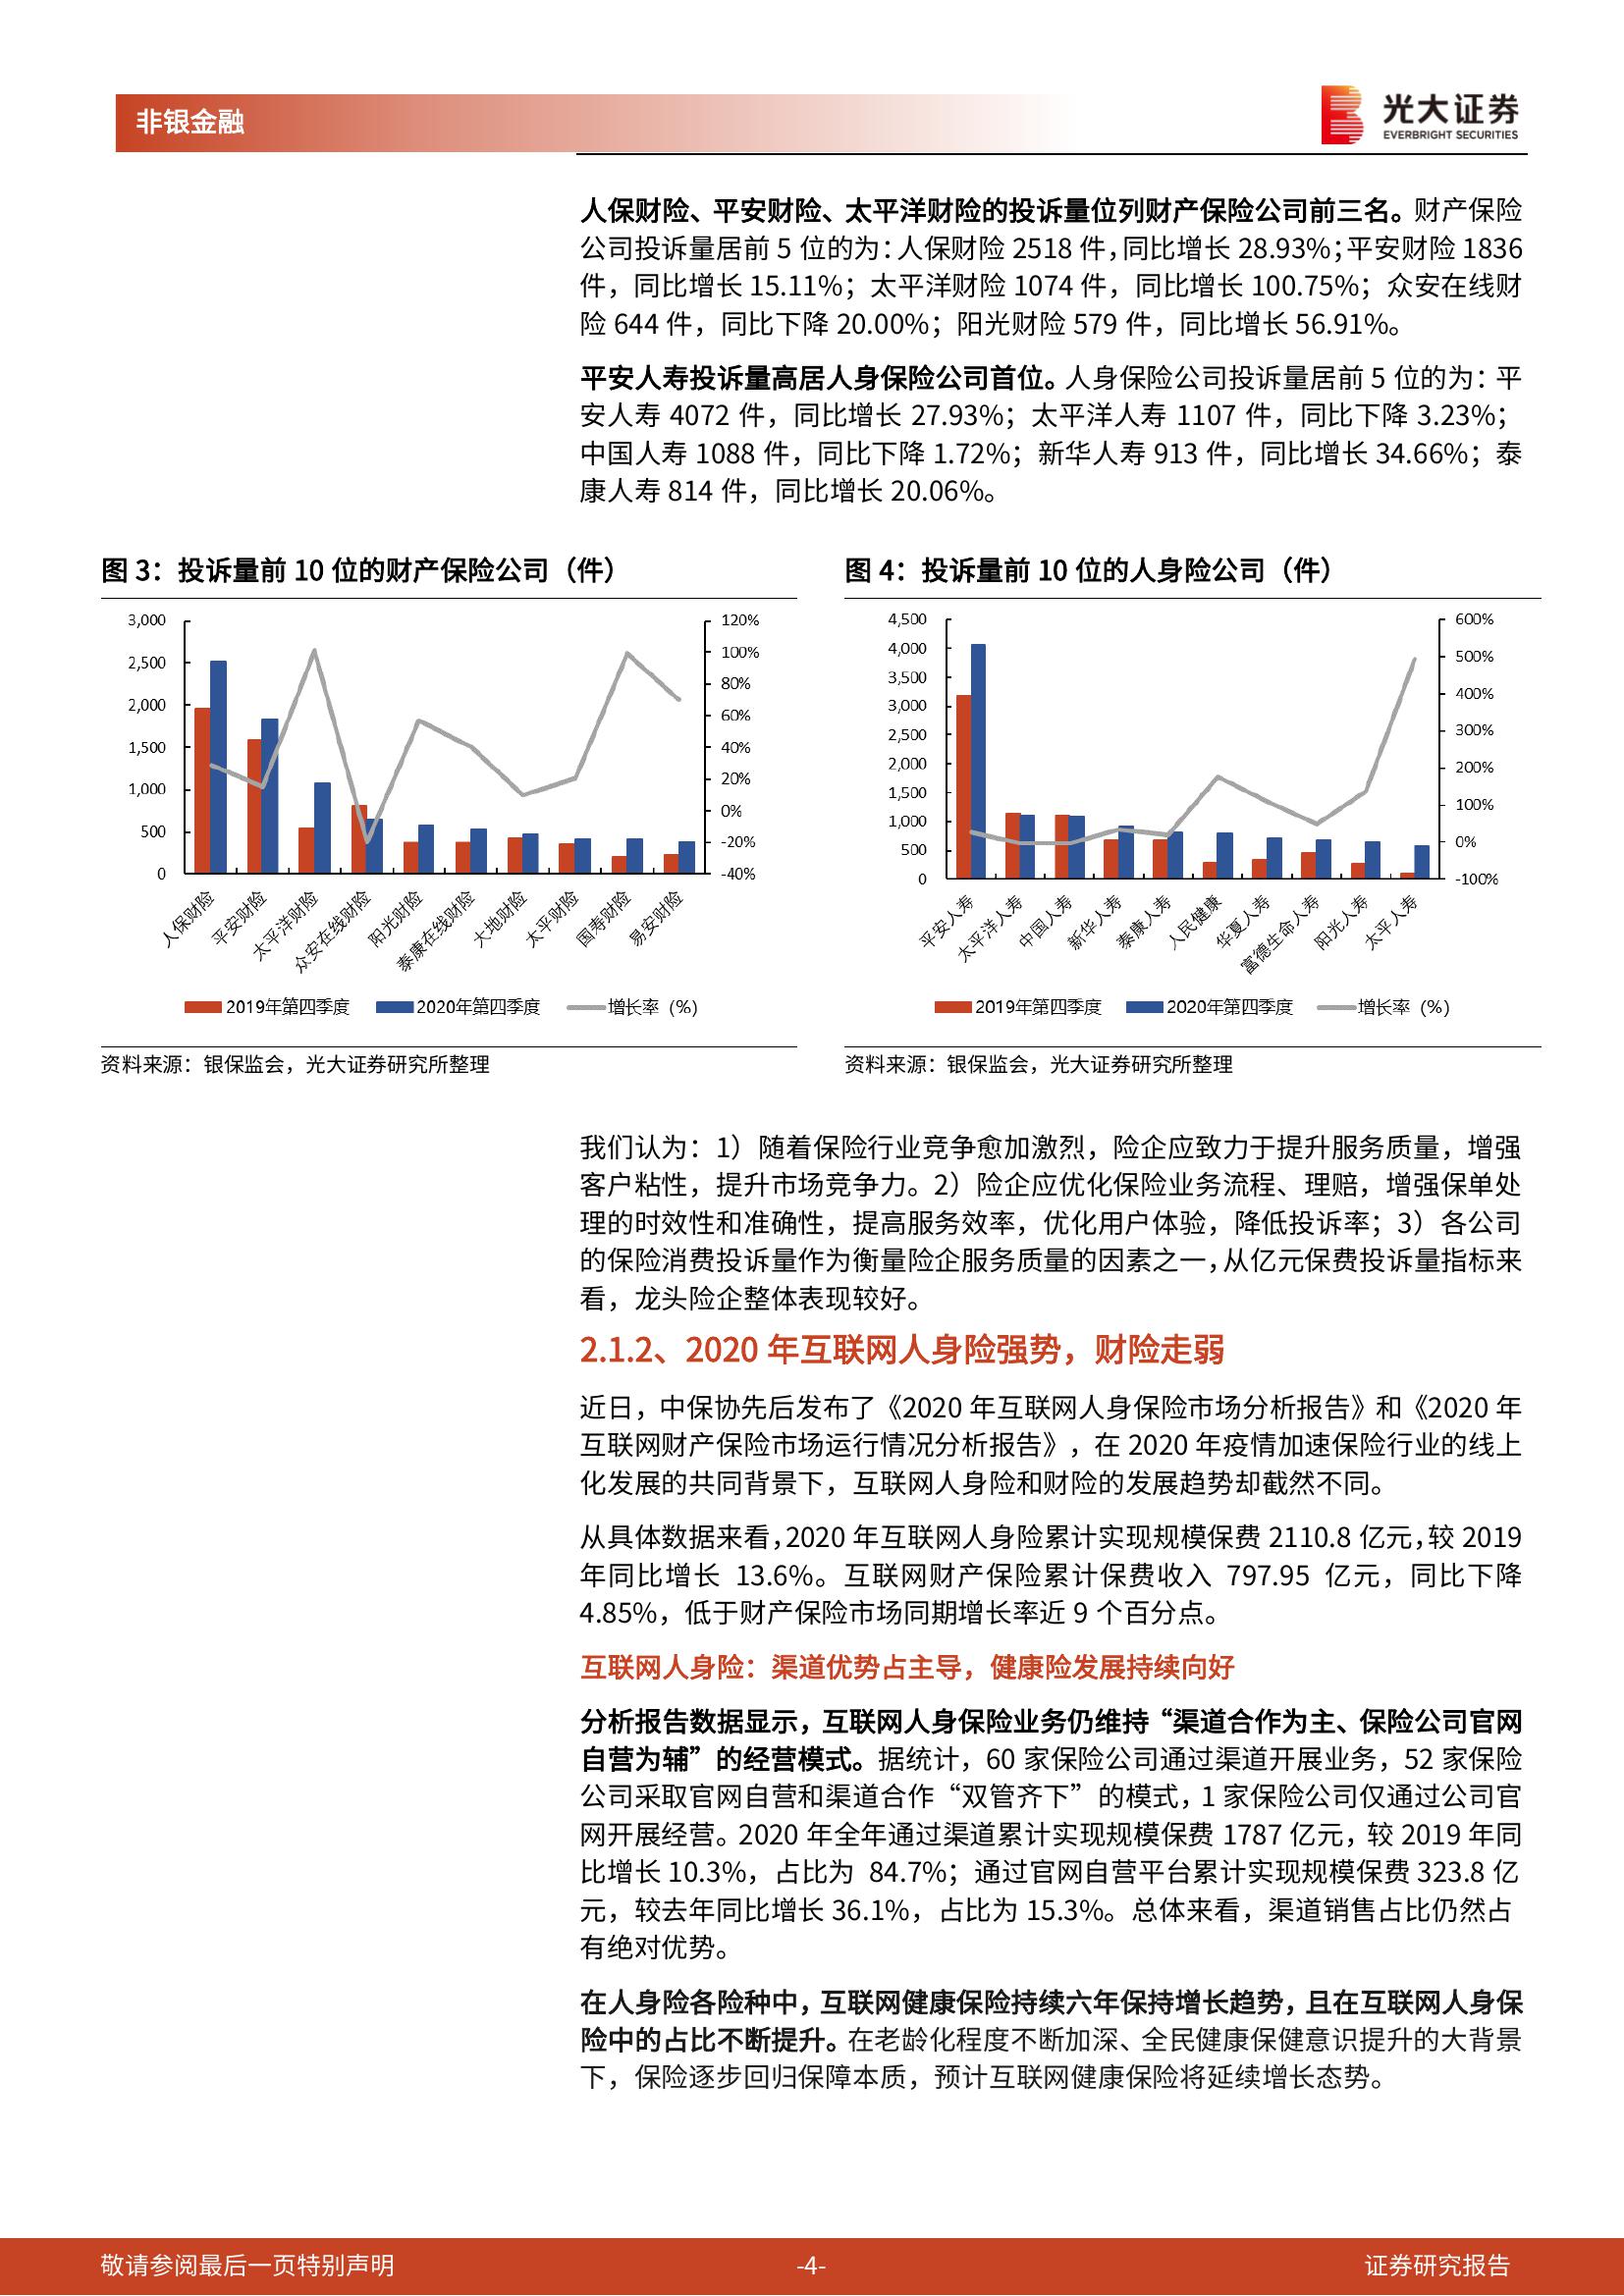 非银金融
光大证券
EVERBRIGHT SECURITIES
人保财险、平安财险、太平洋财险的投诉量位列财产保险公司前三名。财产保险
公司投诉量居前 5 位的为：人保财险 2518 件，同比增长 28.93%；平安财险 1836
件，同比增长 15.11%；太平洋财险 1074 件，同比增长 100.75%；众安在线财
险 644 件，同比下降 20.00%；阳光财险 579 件，同比增长 56.91%。
平安人寿投诉量高居人身保险公司首位。人身保险公司投诉量居前 5 位的为：平
安人寿 4072 件，同比增长 27.93%；太平洋人寿 1107 件，同比下降 3.23%；
中国人寿 1088 件，同比下降 1.72%；新华人寿 913 件，同比增长 34.66%；泰
康人寿 814 件，同比增长 20.06%。
图 3：投诉量前 10 位的财产保险公司（件）
3,000
2,500
2,000
1,500
1,000
500
0
120%
100%
80%
60%
40%
20%
0%
-20%
-40%
人保财险
平安财险
太平洋财险
众安在线财险
阳光财险
泰康在线财险
大地财险
太平财险
国寿财险
易安财险
2019年第四季度
2020年第四季度
增长率（%）
资料来源：银保监会，光大证券研究所整理
图 4：投诉量前 10 位的人身险公司（件）
4,500
4,000
3,500
3,000
2,500
2,000
1,500
1,000
500
0
600%
500%
400%
300%
200%
100%
0%
-100%
平安人寿
太平洋人寿
中国人寿
新华人寿
泰康人寿
人民健康
华夏人寿
富德生命人寿
阳光人寿
太平人寿
2019年第四季度
2020年第四季度
增长率（%）
资料来源：银保监会，光大证券研究所整理
我们认为：1）随着保险行业竞争愈加激烈，险企应致力于提升服务质量，增强
客户粘性，提升市场竞争力。2）险企应优化保险业务流程、理赔，增强保单处
理的时效性和准确性，提高服务效率，优化用户体验，降低投诉率；3）各公司
的保险消费投诉量作为衡量险企服务质量的因素之一，从亿元保费投诉量指标来
看，龙头险企整体表现较好。
2.1.2、2020 年互联网人身险强势，财险走弱
近日，中保协先后发布了《2020 年互联网人身保险市场分析报告》和《2020 年
互联网财产保险市场运行情况分析报告》，在 2020 年疫情加速保险行业的线上
化发展的共同背景下，互联网人身险和财险的发展趋势却截然不同。
从具体数据来看，2020 年互联网人身险累计实现规模保费 2110.8 亿元，较 2019
年同比增长 13.6%。互联网财产保险累计保费收入 797.95 亿元，同比下降
4.85%，低于财产保险市场同期增长率近 9 个百分点。
互联网人身险：渠道优势占主导，健康险发展持续向好
分析报告数据显示，互联网人身保险业务仍维持“渠道合作为主、保险公司官网
自营为辅”的经营模式。据统计，60 家保险公司通过渠道开展业务，52 家保险
公司采取官网自营和渠道合作“双管齐下”的模式，1 家保险公司仅通过公司官
网开展经营。2020 年全年通过渠道累计实现规模保费 1787 亿元，较 2019 年同
比增长 10.3%，占比为 84.7%；通过官网自营平台累计实现规模保费 323.8 亿
元，较去年同比增长 36.1%，占比为 15.3%。总体来看，渠道销售占比仍然占
有绝对优势。
在人身险各险种中，互联网健康保险持续六年保持增长趋势，且在互联网人身保
险中的占比不断提升。在老龄化程度不断加深、全民健康保健意识提升的大背景
下，保险逐步回归保障本质，预计互联网健康保险将延续增长态势。
敬请参阅最后一页特别声明
-4-
证券研究报告